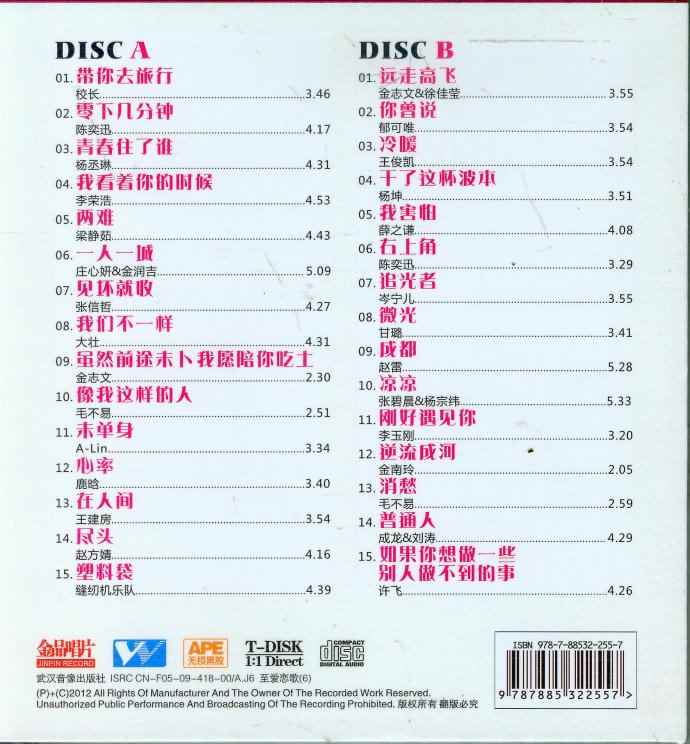 DISC A
01. 带你去旅行
校长 3.46
02. 零下几分钟
陈奕迅 4.17
03. 青春住了谁
杨丞琳 4.31
04. 我看着你的时候
李荣浩 4.53
05. 两难
梁静茹 4.43
06. 一人一城
庄心妍&金润吉 5.09
07. 见坏就收
张信哲 4.27
08. 我们不一样
大壮 4.31
09. 虽然前途未卜我愿陪你吃土
金志文 2.30
10. 像我这样的人
毛不易 2.51
11. 未单身
A-Lin 3.34
12. 心率
鹿晗 3.40
13. 在人间
王建房 3.54
14. 尽头
赵方婧 4.16
15. 塑料袋
缝纫机乐队 4.39
DISC B
01. 远走高飞
金志文&徐佳莹 3.55
02. 你曾说
郁可唯 3.54
03. 冷暖
王俊凯 3.54
04. 干了这杯波本
杨坤 3.51
05. 我害怕
薛之谦 4.08
06. 右上角
陈奕迅 3.29
07. 追光者
岑宁儿 3.55
08. 微光
甘璐 3.41
09. 成都
赵雷 5.28
10. 凉凉
张碧晨&杨宗纬 5.33
11. 刚好遇见你
李玉刚 3.20
12. 逆流成河
金南玲 2.05
13. 消愁
毛不易 2.59
14. 普通人
成龙&刘涛 4.29
15. 如果你想做一些
别人做不到的事
许飞 4.26
金品唱片
JINPIN RECORD
APE
无损黑胶
T-DISK
1:1 Direct
COMPACT
disc
DIGITAL AUDIO
武汉音像出版社 ISRC CN-F05-09-418-00/A.J6 至爱恋歌(6)
(P)+(C)2012 All Rights Of Manufacturer And The Owner Of The Recorded Work Reserved.
Unauthorized Public Performance And Broadcasting Of The Recording Prohibited. 版权所有 翻版必究
ISBN 978-7-88532-255-7
9 787885 322557 >